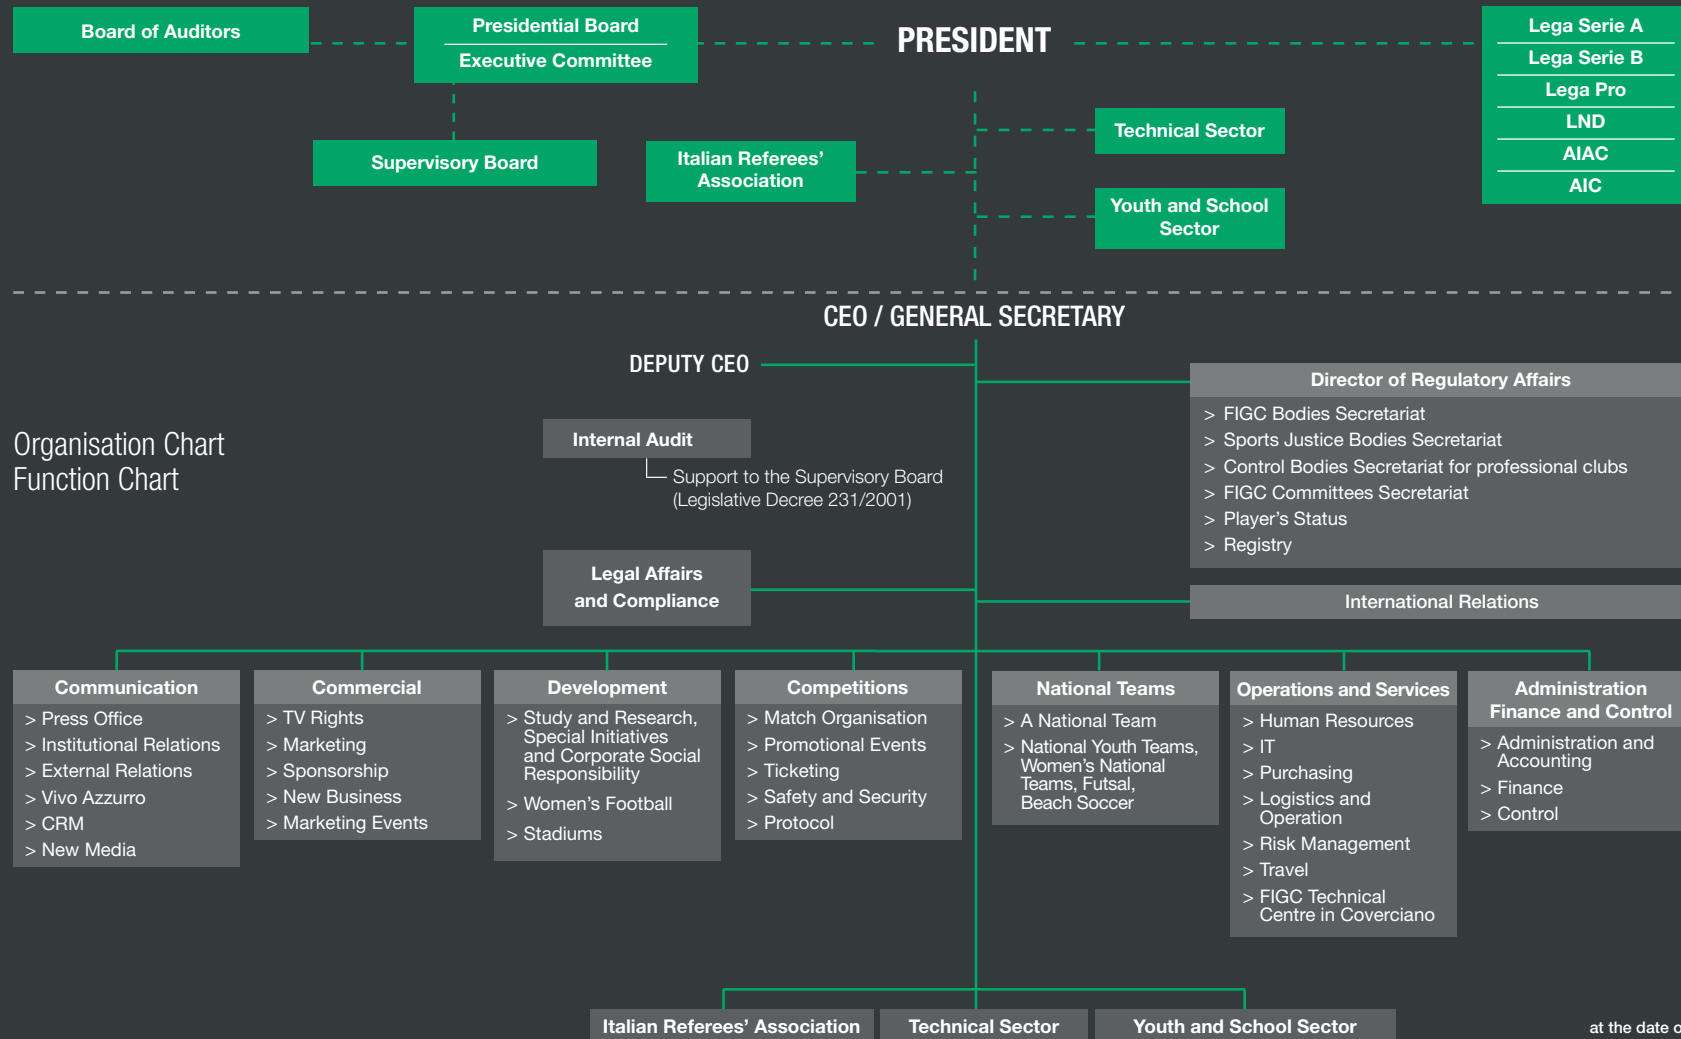 Board of Auditors
Presidential Board
Executive Committee
PRESIDENT
Lega Serie A
Lega Serie B
Lega Pro
LND
AIAC
AIC
Supervisory Board
Italian Referees'
Association
Technical Sector
Youth and School
Sector
CEO / GENERAL SECRETARY
DEPUTY CEO
Organisation Chart
Function Chart
Internal Audit
Support to the Supervisory Board
(Legislative Decree 231/2001)
Director of Regulatory Affairs
> FIGC Bodies Secretariat
> Sports Justice Bodies Secretariat
> Control Bodies Secretariat for professional clubs
> FIGC Committees Secretariat
> Player's Status
> Registry
Legal Affairs
and Compliance
International Relations
Communication
> Press Office
> Institutional Relations
> External Relations
> Vivo Azzurro
> CRM
> New Media
Commercial
> TV Rights
> Marketing
> Sponsorship
> New Business
> Marketing Events
Development
> Study and Research,
Special Initiatives
and Corporate Social
Responsibility
> Women's Football
> Stadiums
Competitions
> Match Organisation
> Promotional Events
> Ticketing
> Safety and Security
> Protocol
National Teams
> A National Team
> National Youth Teams,
Women's National
Teams, Futsal,
Beach Soccer
Operations and Services
> Human Resources
> IT
> Purchasing
> Logistics and
Operation
> Risk Management
> Travel
> FIGC Technical
Centre in Coverciano
Administration
Finance and Control
> Administration and
Accounting
> Finance
> Control
Italian Referees' Association
Technical Sector
Youth and School Sector
at the date o